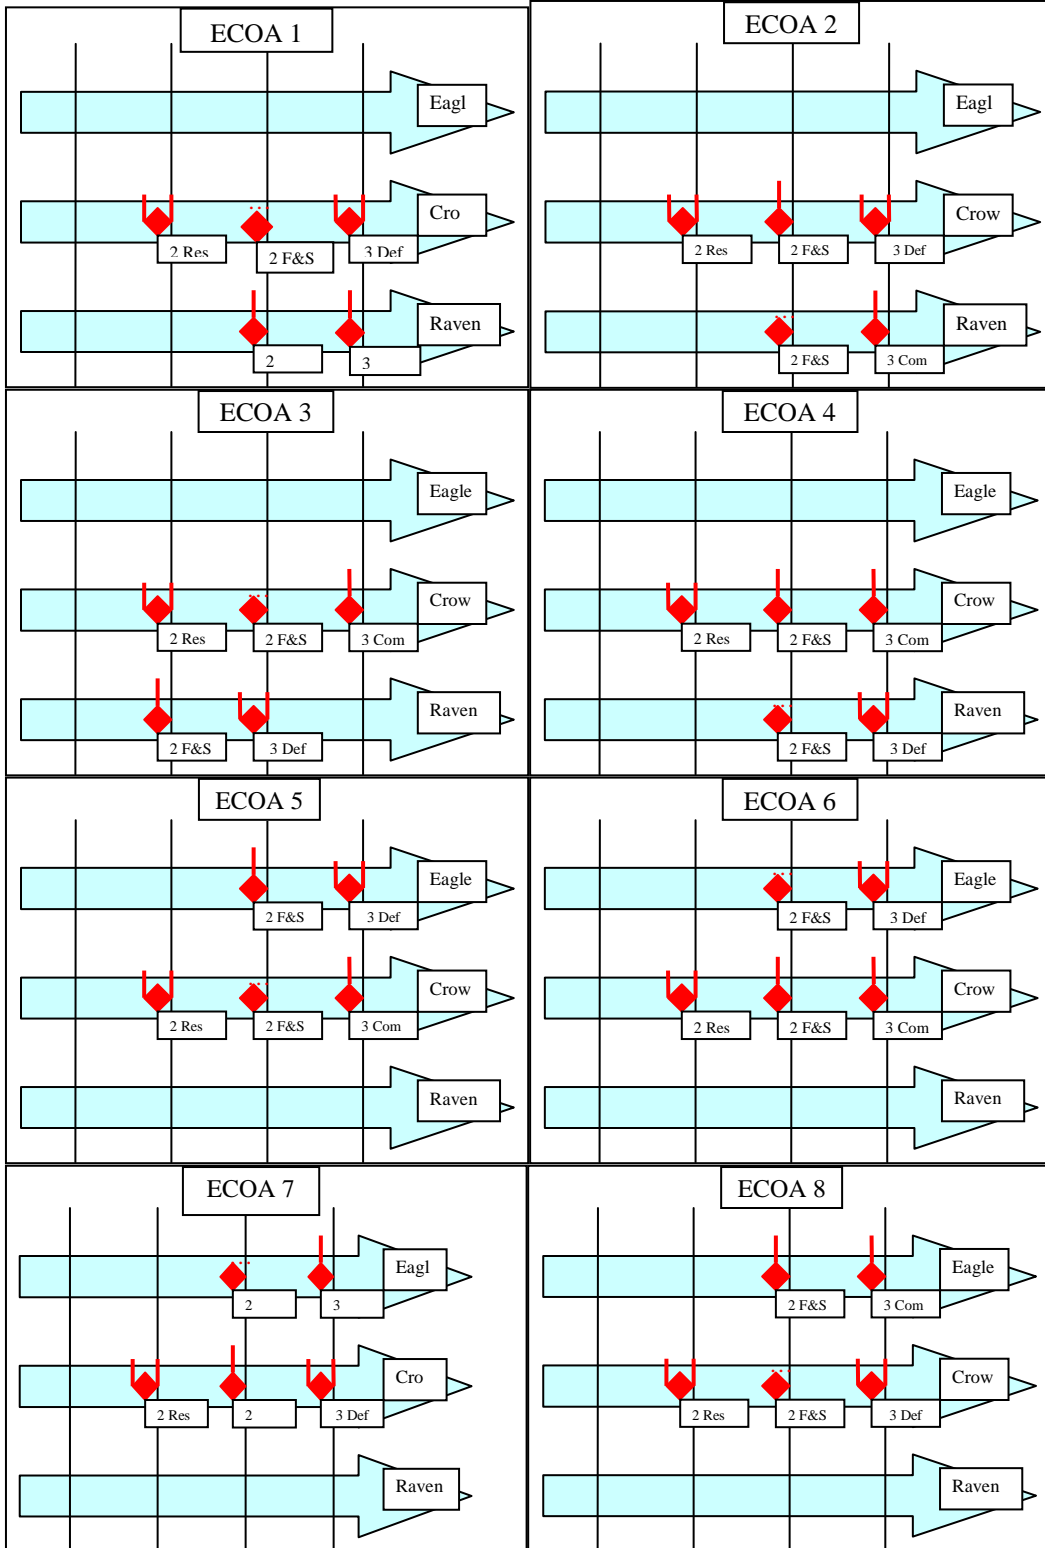 ECOA 1
Eagl
Cro
2 Res
2 F&S
3 Def
Raven
2
3
ECOA 2
Eagl
Crow
2 Res
2 F&S
3 Def
Raven
2 F&S
3 Com
ECOA 3
Eagle
Crow
2 Res
2 F&S
3 Com
Raven
2 F&S
3 Def
ECOA 4
Eagle
Crow
2 Res
2 F&S
3 Com
Raven
2 F&S
3 Def
ECOA 5
Eagle
2 F&S
3 Def
Crow
2 Res
2 F&S
3 Com
Raven
ECOA 6
Eagle
2 F&S
3 Def
Crow
2 Res
2 F&S
3 Com
Raven
ECOA 7
Eagl
2
3
Cro
2 Res
2
3 Def
Raven
ECOA 8
Eagle
2 F&S
3 Com
Crow
2 Res
2 F&S
3 Def
Raven